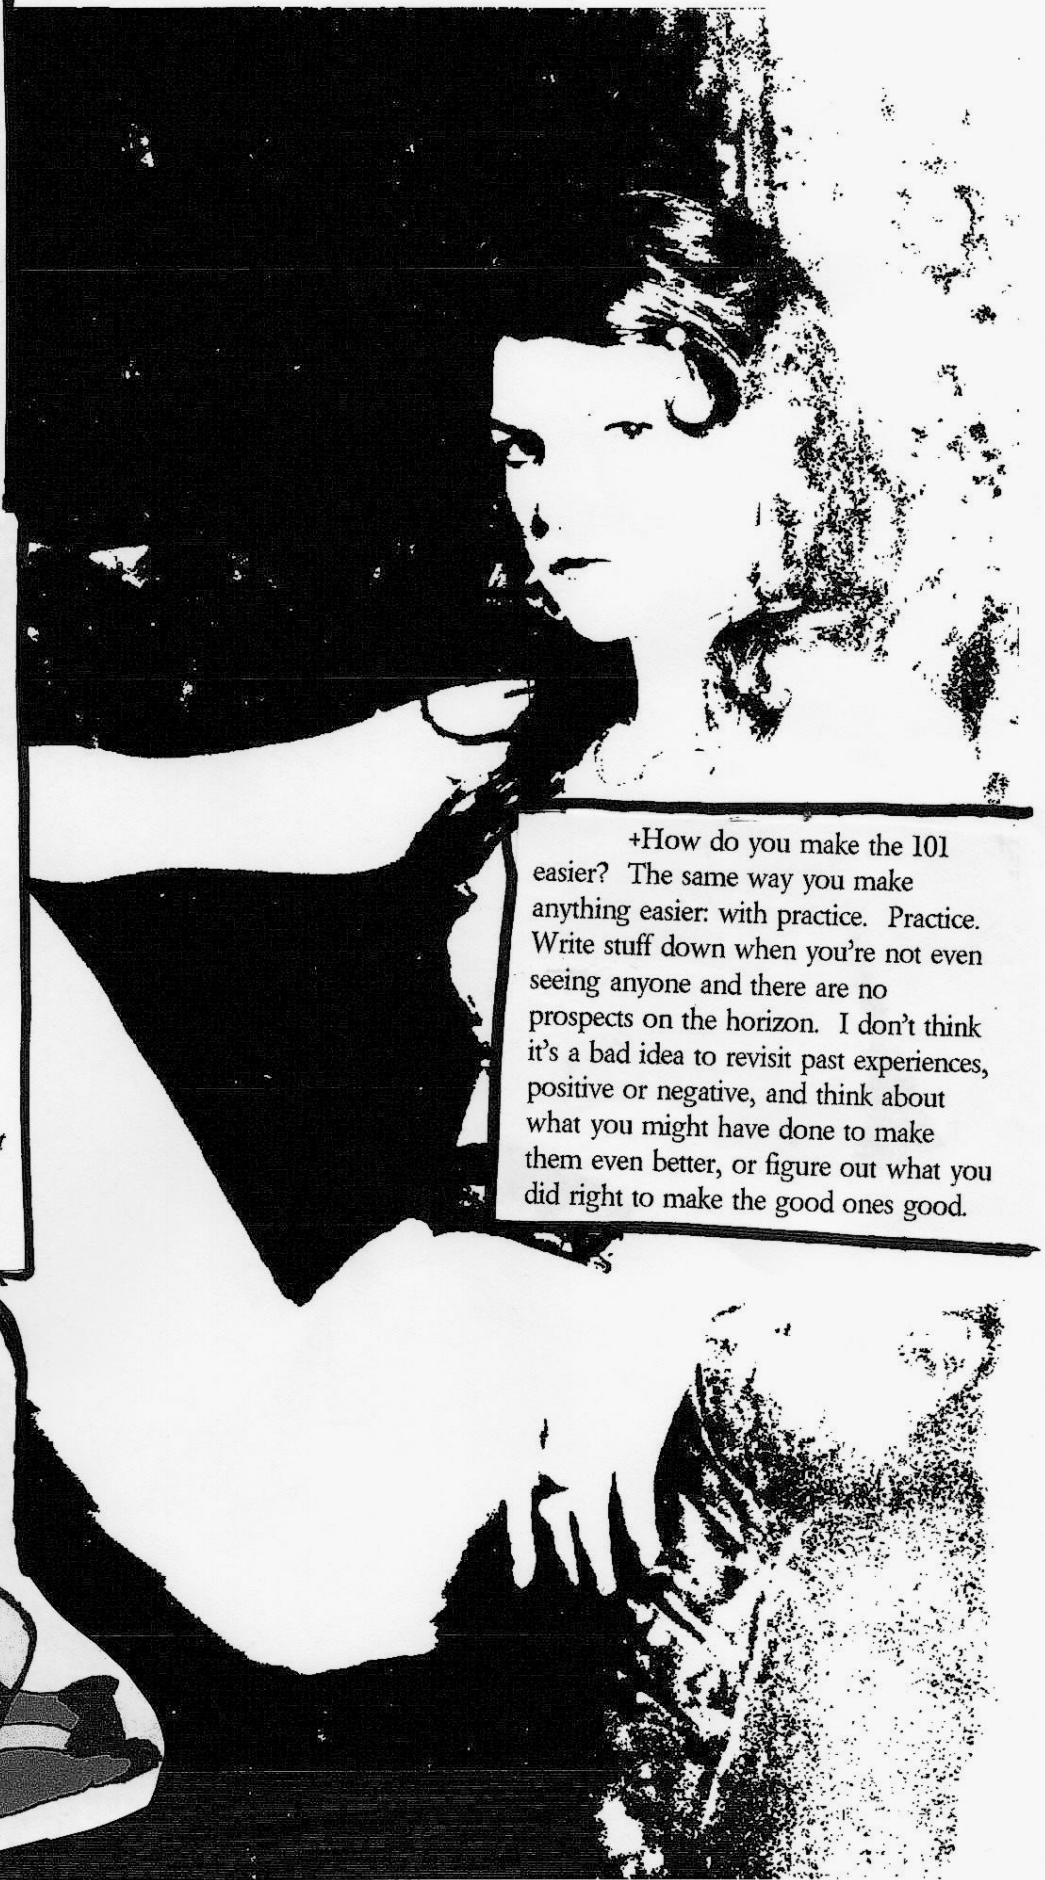 +How do you make the 101
easier? The same way you make
anything easier: with practice. Practice.
Write stuff down when you're not even
seeing anyone and there are no
prospects on the horizon. I don't think
it's a bad idea to revisit past experiences,
positive or negative, and think about
what you might have done to make
them even better, or figure out what you
did right to make the good ones good.